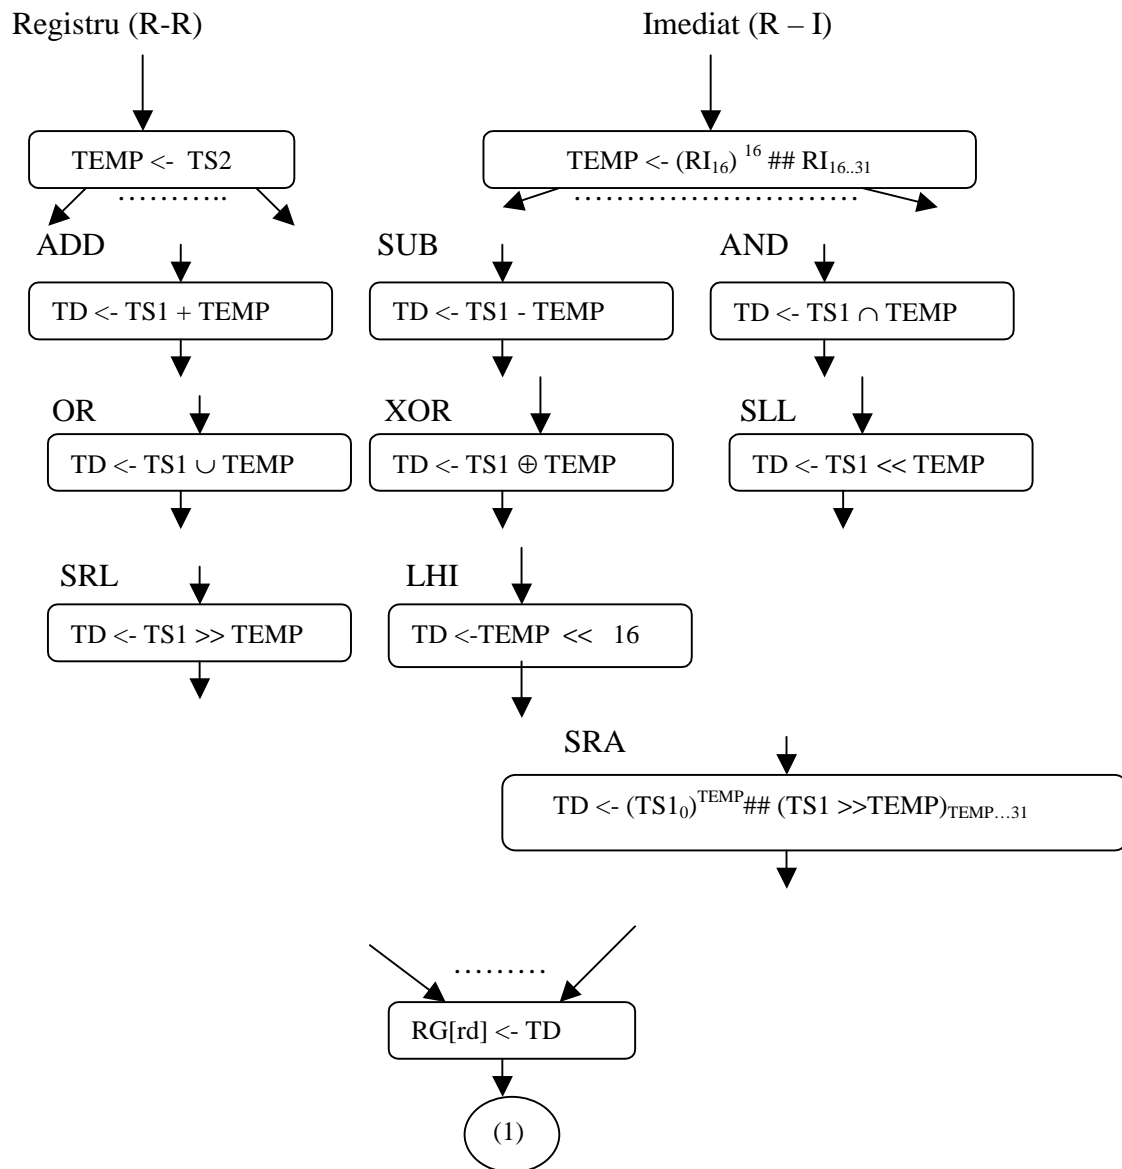 Registru (R-R) Imediat (R – I)
TEMP <- TS2 TEMP <- (RI₁₆) ¹⁶ ## RI₁₆..₃₁
……….. ……………………….
ADD SUB AND
TD <- TS1 + TEMP TD <- TS1 - TEMP TD <- TS1 ∩ TEMP
OR XOR SLL
TD <- TS1 ∪ TEMP TD <- TS1 ⊕ TEMP TD <- TS1 << TEMP
SRL LHI
TD <- TS1 >> TEMP TD <-TEMP << 16
SRA
TD <- (TS1₀)^TEMP## (TS1 >>TEMP)_TEMP…31
………
RG[rd] <- TD
(1)